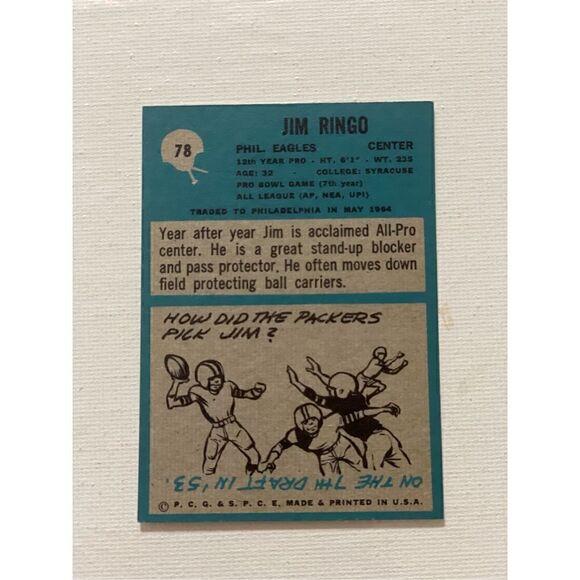 78
JIM RINGO
PHIL. EAGLES CENTER
12th YEAR PRO - HT. 6'1" - WT. 235
AGE: 32 - COLLEGE: SYRACUSE
PRO BOWL GAME (7th year)
ALL LEAGUE (AP, NEA, UPI)
TRADED TO PHILADELPHIA IN MAY 1964
Year after year Jim is acclaimed All-Pro
center. He is a great stand-up blocker
and pass protector. He often moves down
field protecting ball carriers.
HOW DID THE PACKERS
PICK JIM?
ON THE 7TH DRAFT IN '53.
© P. C. G. & S. P. C. E., MADE & PRINTED IN U.S.A.